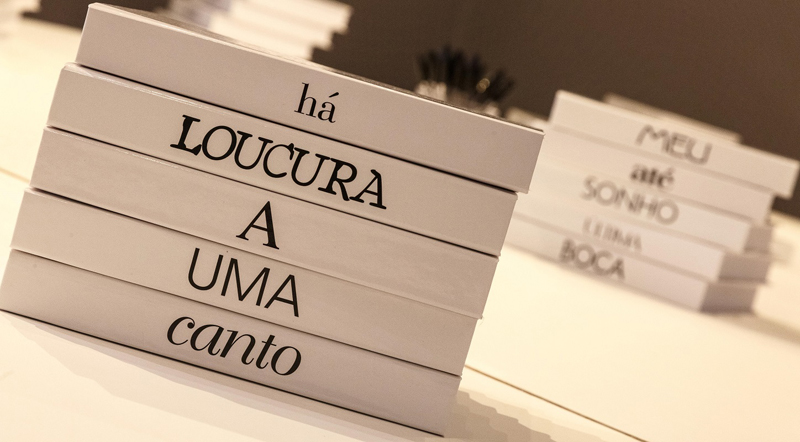 há
LOUCURA
A
UMA
canto
MEU
até
SONHO
BOCA